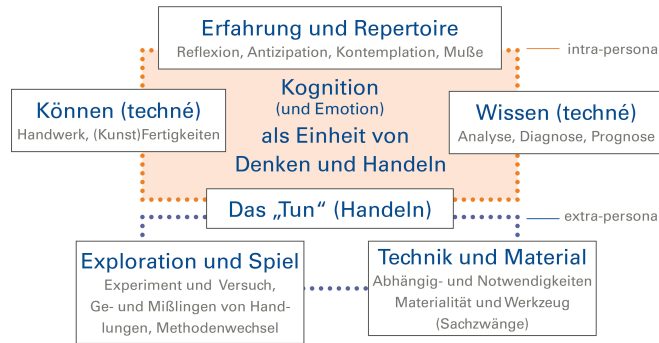 Erfahrung und Repertoire
Reflexion, Antizipation, Kontemplation, Muße
intra-persona
Kognition
(und Emotion)
als Einheit von
Denken und Handeln
Können (techné)
Handwerk, (Kunst)Fertigkeiten
Wissen (techné)
Analyse, Diagnose, Prognose
Das „Tun“ (Handeln)
extra-persona
Exploration und Spiel
Experiment und Versuch,
Ge- und Mißlingen von Hand-
lungen, Methodenwechsel
Technik und Material
Abhängig- und Notwendigkeiten
Materialität und Werkzeug
(Sachzwänge)